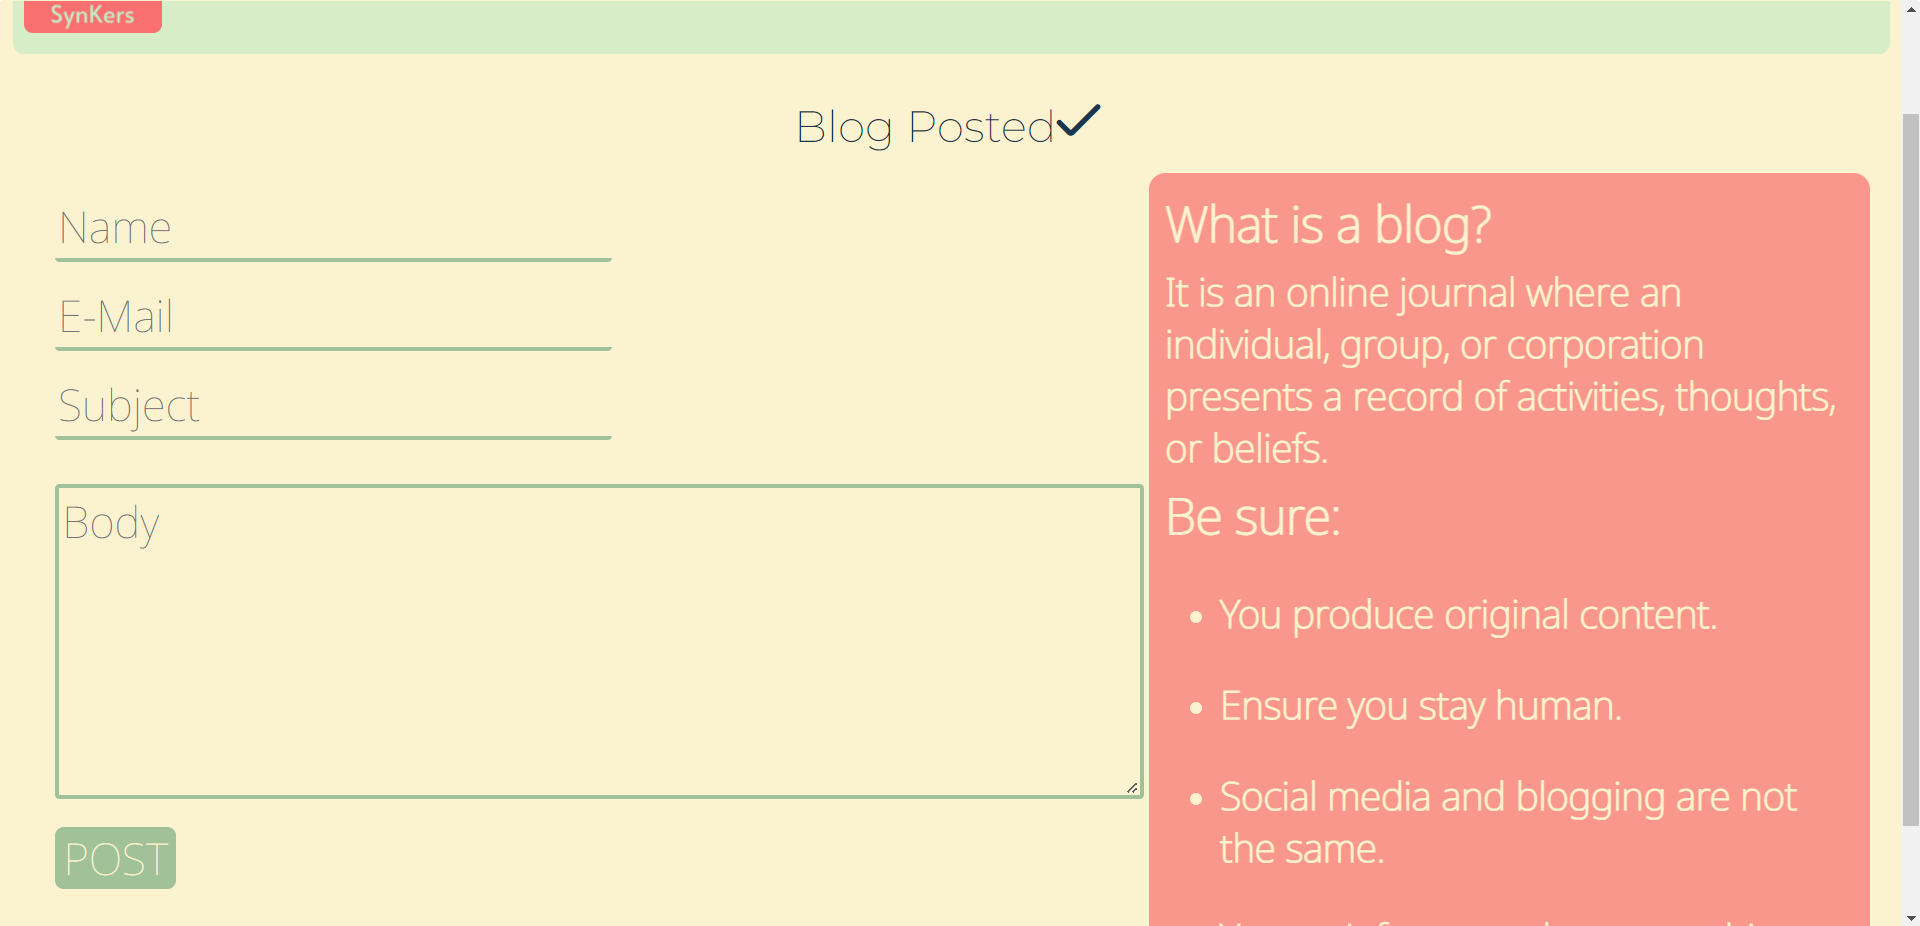 SynKers
Blog Posted
Name
E-Mail
Subject
Body
POST
What is a blog?
It is an online journal where an
individual, group, or corporation
presents a record of activities, thoughts,
or beliefs.
Be sure:
• You produce original content.
• Ensure you stay human.
• Social media and blogging are not
the same.